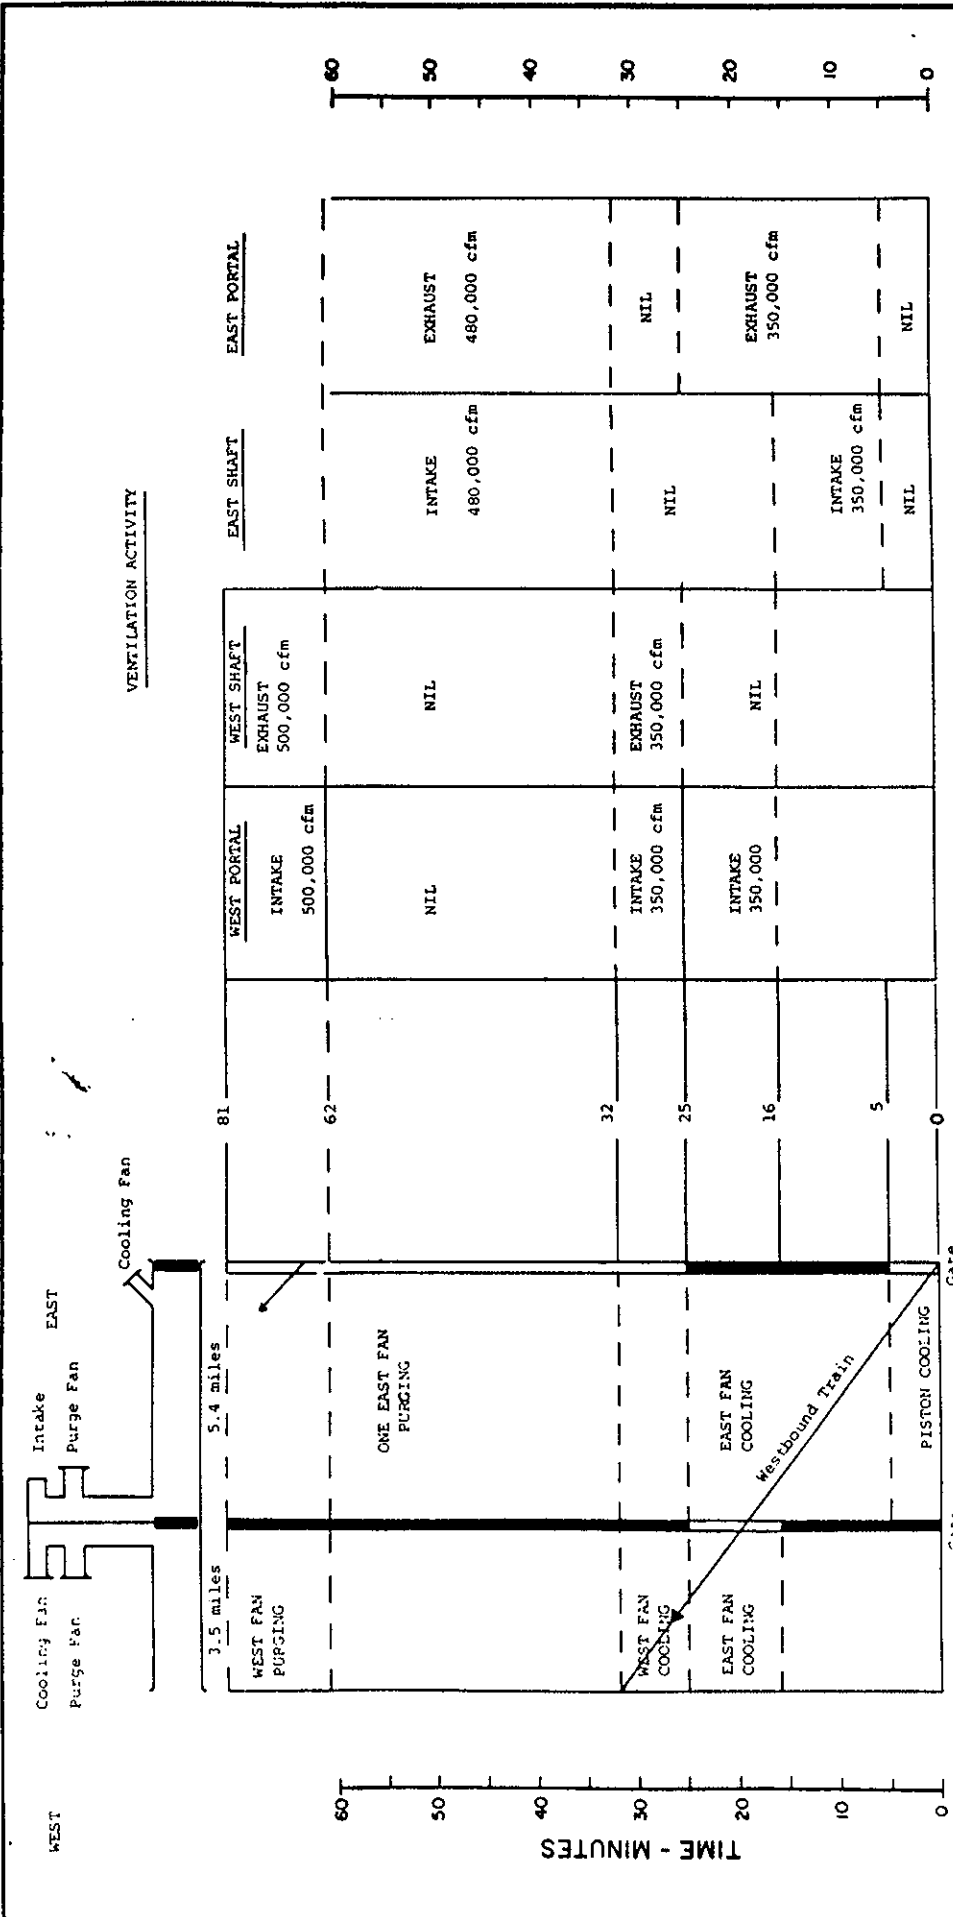 WEST
Cooling Fan
Purge Fan
Intake
Purge Fan
EAST
Cooling Fan
3.5 miles
5.4 miles
VENTILATION ACTIVITY
WEST PORTAL
WEST SHAFT
EAST SHAFT
EAST PORTAL
81
WEST FAN
PURGING
INTAKE
500,000 cfm
EXHAUST
500,000 cfm
62
60
50
40
30
20
10
0
TIME - MINUTES
ONE EAST FAN
PURGING
NIL
NIL
INTAKE
480,000 cfm
EXHAUST
480,000 cfm
32
WEST FAN
COOLING
INTAKE
350,000 cfm
EXHAUST
350,000 cfm
NIL
NIL
25
EAST FAN
COOLING
EAST FAN
COOLING
Westbound Train
INTAKE
350,000
NIL
EXHAUST
350,000 cfm
16
INTAKE
350,000 cfm
5
PISTON COOLING
NIL
NIL
0
60
50
40
30
20
10
0